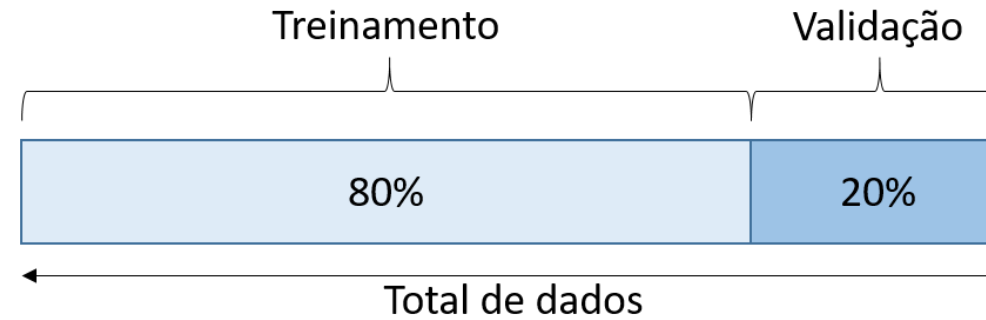 Treinamento
Validação
80%
20%
Total de dados